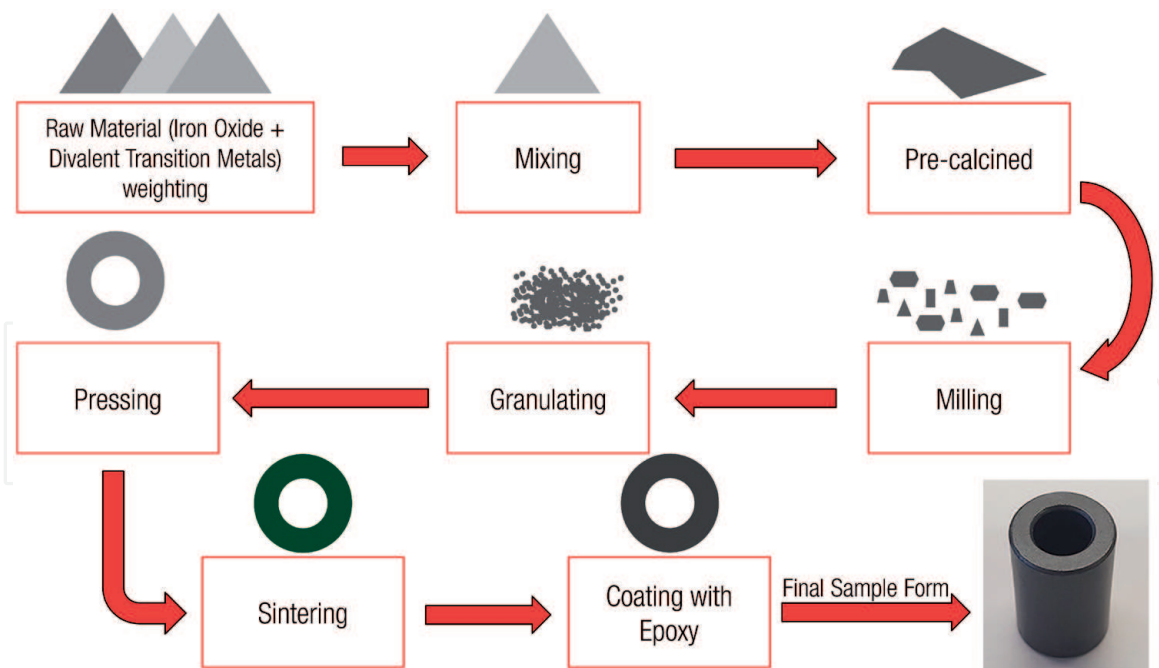 Raw Material (Iron Oxide +
Divalent Transition Metals)
weighting
Mixing
Pre-calcined
Milling
Granulating
Pressing
Sintering
Coating with
Epoxy
Final Sample Form